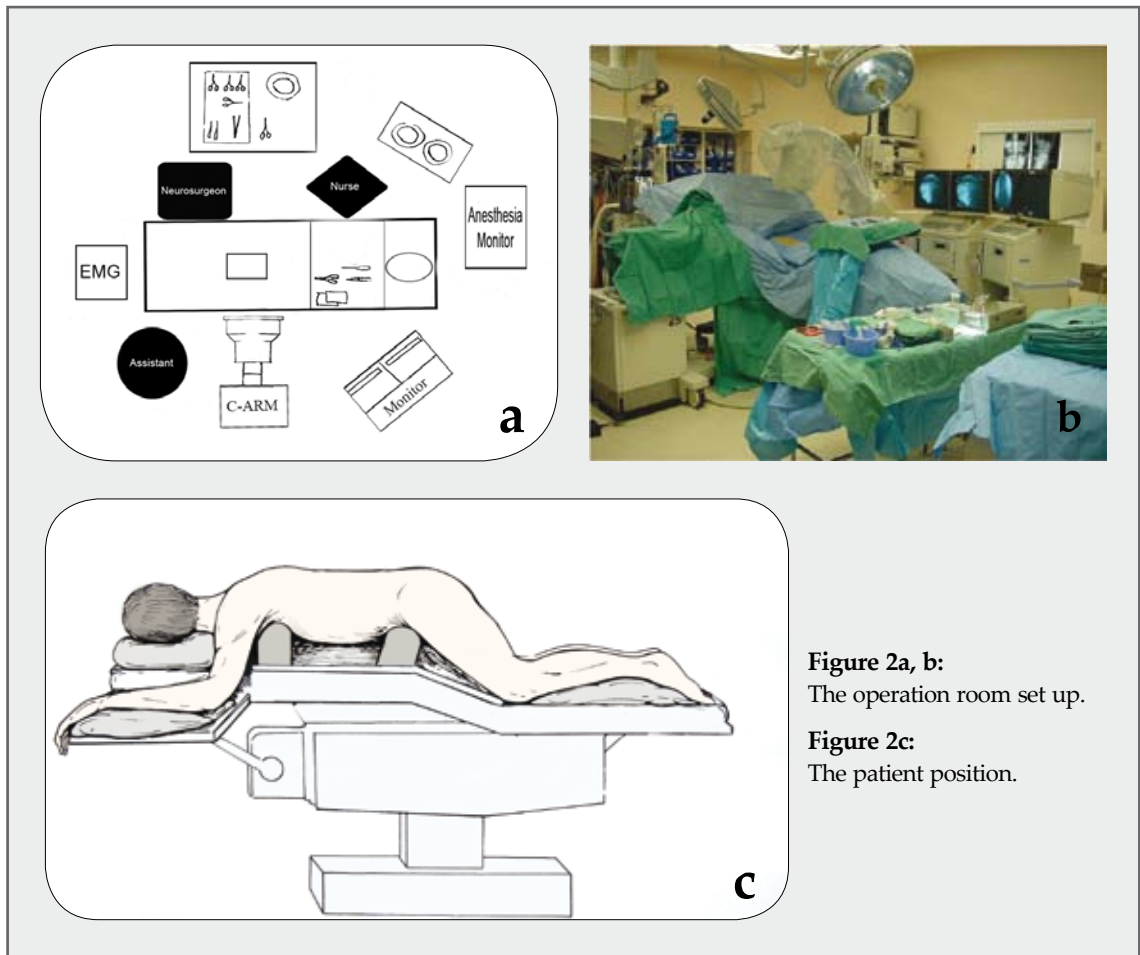 Neurosurgeon
Nurse
Anesthesia
Monitor
EMG
Assistant
C-ARM
Monitor
a
b
c
Figure 2a, b:
The operation room set up.
Figure 2c:
The patient position.